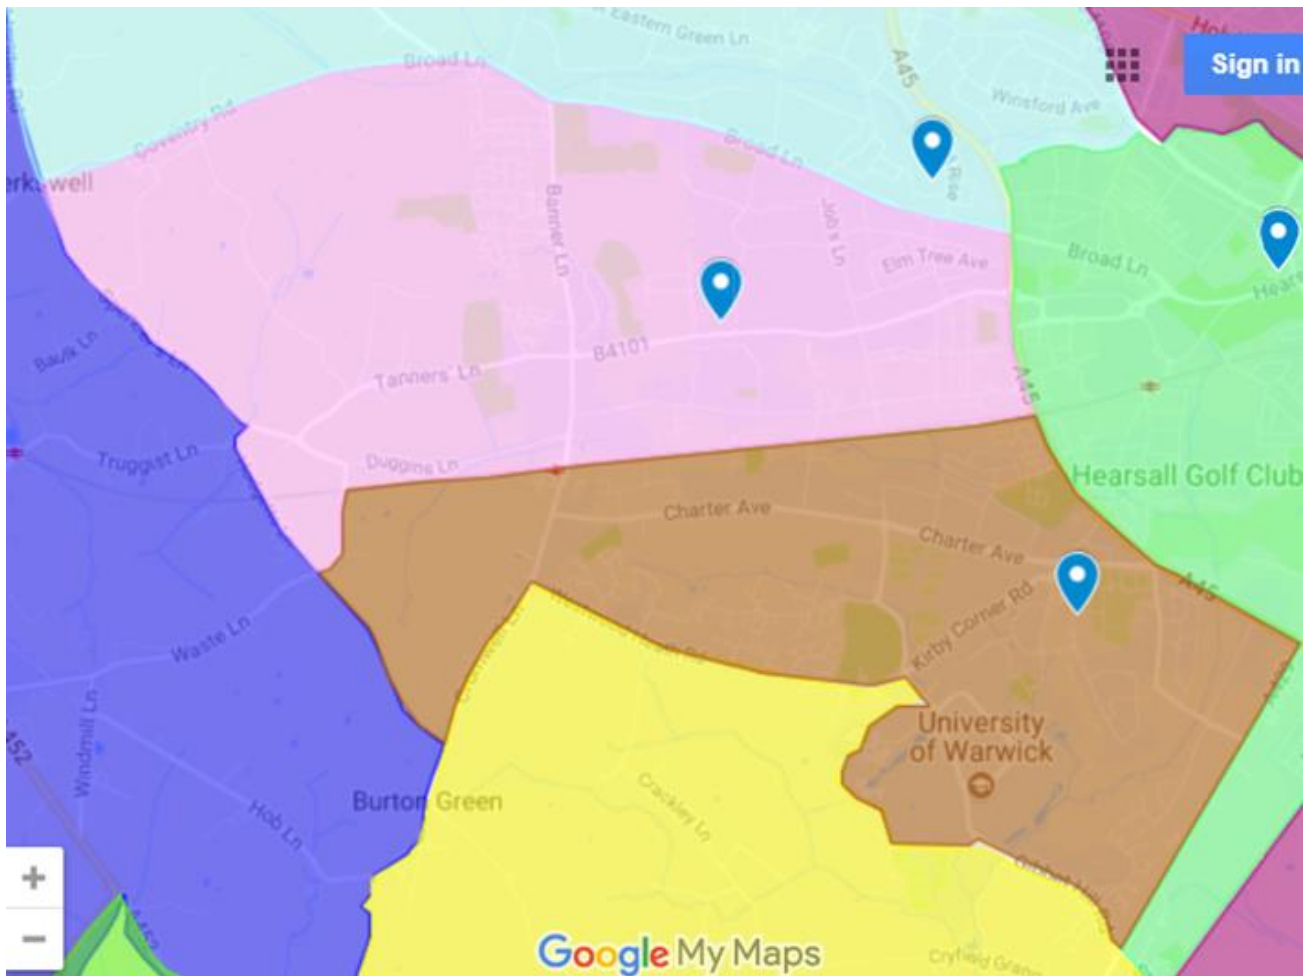 Eastern Green Ln
A45
Sign in
Broad Ln
Winsford Ave
Coventry Rd
Broad Ln
Banner Ln
Job's Ln
Elm Tree Ave
Broad Ln
B4101
Baulk Ln
Tanners' Ln
A45
Truggist Ln
Duggins Ln
Hearsall Golf Club
Charter Ave
Charter Ave
A45
Kirby Corner Rd
Waste Ln
Windmill Ln
University
of Warwick
Burton Green
Crackley Ln
Hob Ln
+
A452
−
Google My Maps